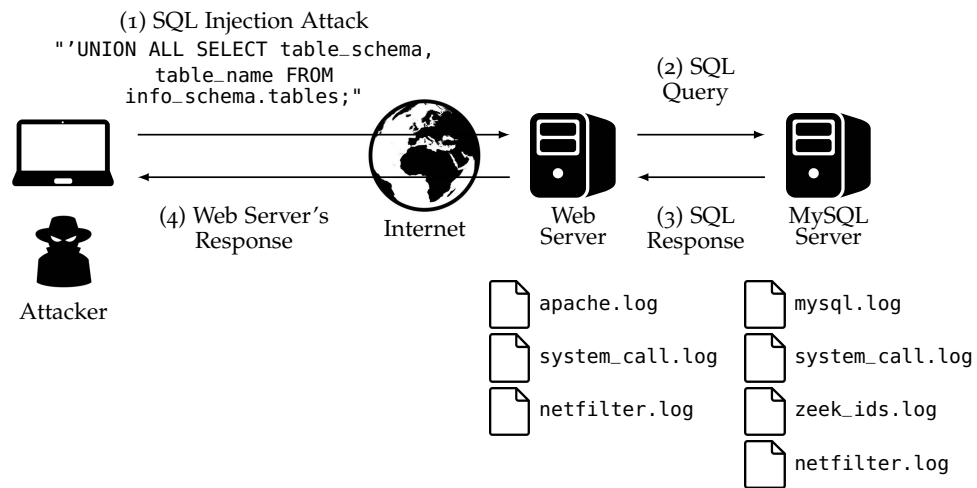 (1) SQL Injection Attack
"’UNION ALL SELECT table_schema,
table_name FROM
info_schema.tables;"
(2) SQL
Query
(4) Web Server’s
Response
Internet
Web
Server
(3) SQL
Response
MySQL
Server
Attacker
apache.log
system_call.log
netfilter.log
mysql.log
system_call.log
zeek_ids.log
netfilter.log